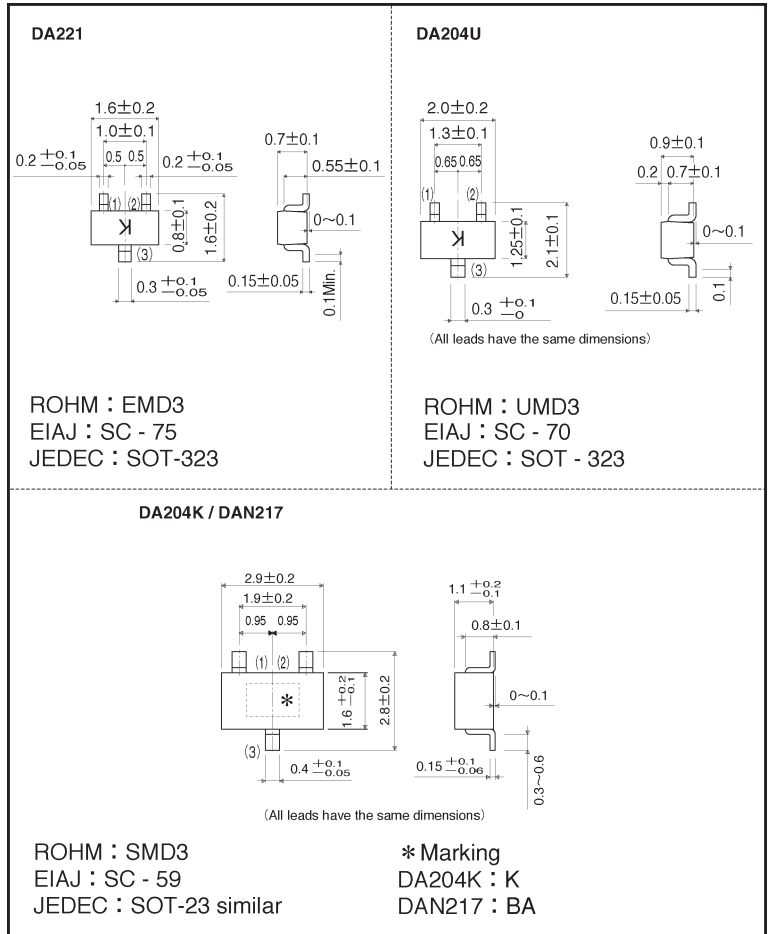 DA221
1.6±0.2
1.0±0.1
0.2 +0.1 −0.05
0.5 0.5
0.2 +0.1 −0.05
(1) (2)
K
(3)
0.8±0.1
1.6±0.2
0.3 +0.1 −0.05
0.7±0.1
0.55±0.1
0～0.1
0.15±0.05
0.1Min.
ROHM：EMD3
EIAJ：SC - 75
JEDEC：SOT-323
DA204U
2.0±0.2
1.3±0.1
0.65 0.65
(1) (2)
K
(3)
1.25±0.1
2.1±0.1
0.3 +0.1 −0
0.9±0.1
0.2 0.7±0.1
0～0.1
0.15±0.05
0.1
(All leads have the same dimensions)
ROHM：UMD3
EIAJ：SC - 70
JEDEC：SOT - 323
DA204K / DAN217
2.9±0.2
1.9±0.2
0.95 0.95
(1) (2)
*
(3)
1.6 +0.2 −0.1
2.8±0.2
0.4 +0.1 −0.05
1.1 +0.2 −0.1
0.8±0.1
0～0.1
0.15 +0.1 −0.06
0.3～0.6
(All leads have the same dimensions)
ROHM：SMD3
EIAJ：SC - 59
JEDEC：SOT-23 similar
*Marking
DA204K：K
DAN217：BA